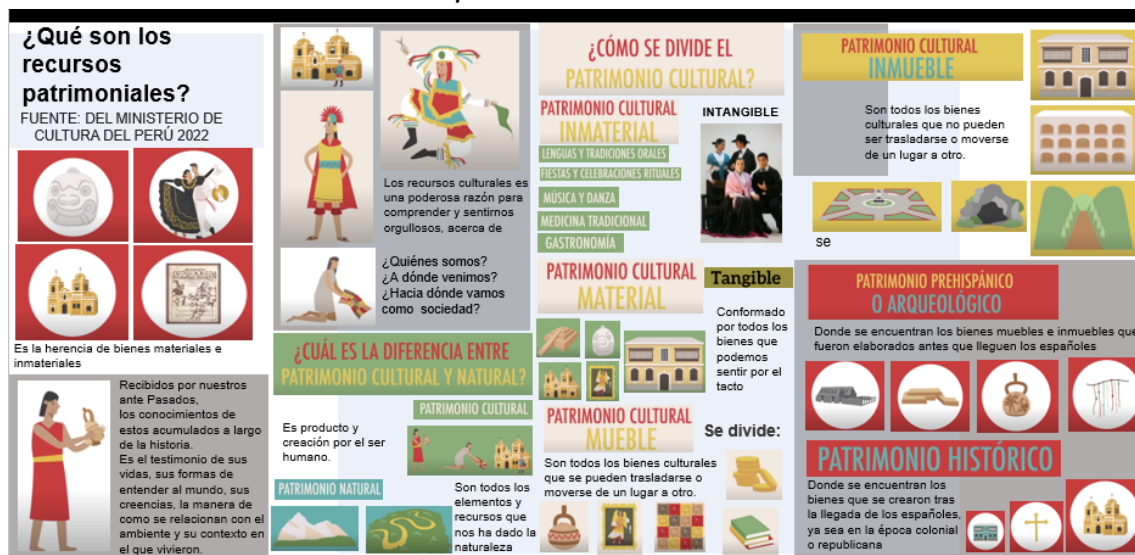 ¿Qué son los
recursos
patrimoniales?
FUENTE: DEL MINISTERIO DE
CULTURA DEL PERÚ 2022
Es la herencia de bienes materiales e
inmateriales
Recibidos por nuestros
ante Pasados,
los conocimientos de
estos acumulados a largo
de la historia.
Es el testimonio de sus
vidas, sus formas de
entender al mundo, sus
creencias, la manera de
como se relacionan con el
ambiente y su contexto en
el que vivieron.
Los recursos culturales es
una poderosa razón para
comprender y sentirnos
orgullosos, acerca de
¿Quiénes somos?
¿A dónde venimos?
¿Hacia dónde vamos
como sociedad?
¿CUÁL ES LA DIFERENCIA ENTRE
PATRIMONIO CULTURAL Y NATURAL?
PATRIMONIO CULTURAL
Es producto y
creación por el ser
humano.
PATRIMONIO NATURAL
Son todos los
elementos y
recursos que
nos ha dado la
naturaleza
¿CÓMO SE DIVIDE EL
PATRIMONIO CULTURAL?
PATRIMONIO CULTURAL
INMATERIAL
INTANGIBLE
LENGUAS Y TRADICIONES ORALES
FIESTAS Y CELEBRACIONES RITUALES
MÚSICA Y DANZA
MEDICINA TRADICIONAL
GASTRONOMÍA
PATRIMONIO CULTURAL
MATERIAL
Tangible
Conformado
por todos los
bienes que
podemos
sentir por el
tacto
PATRIMONIO CULTURAL
MUEBLE
Se divide:
Son todos los bienes culturales
que se pueden trasladarse o
moverse de un lugar a otro.
PATRIMONIO CULTURAL
INMUEBLE
Son todos los bienes
culturales que no pueden
ser trasladarse o moverse
de un lugar a otro.
se
PATRIMONIO PREHISPÁNICO
O ARQUEOLÓGICO
Donde se encuentran los bienes muebles e inmuebles que
fueron elaborados antes que lleguen los españoles
PATRIMONIO HISTÓRICO
Donde se encuentran los
bienes que se crearon tras
la llegada de los españoles,
ya sea en la época colonial
o republicana